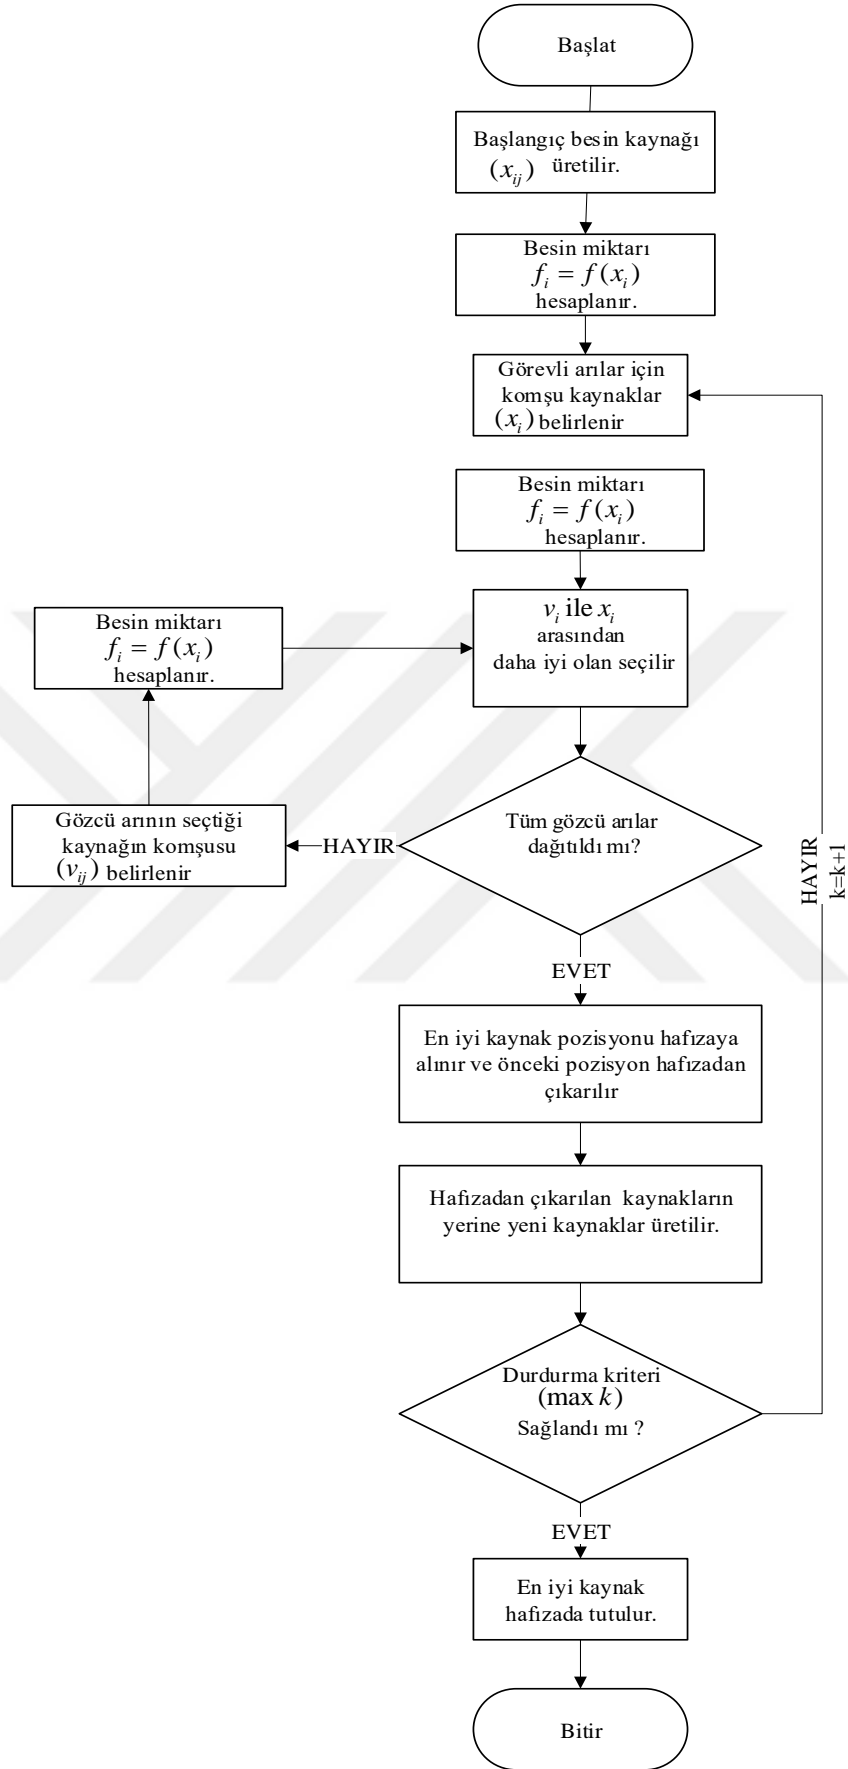 Başlat
Başlangıç besin kaynağı
(x_{ij}) üretilir.
Besin miktarı
f_i = f(x_i)
hesaplanır.
Görevli arılar için
komşu kaynaklar
(x_i) belirlenir
Besin miktarı
f_i = f(x_i)
hesaplanır.
v_i ile x_i
arasından
daha iyi olan seçilir
Besin miktarı
f_i = f(x_i)
hesaplanır.
Tüm gözcü arılar
dağıtıldı mı?
HAYIR
Gözcü arının seçtiği
kaynağın komşusu
(v_{ij}) belirlenir
HAYIR
k=k+1
EVET
En iyi kaynak pozisyonu hafızaya
alınır ve önceki pozisyon hafızadan
çıkarılır
Hafızadan çıkarılan kaynakların
yerine yeni kaynaklar üretilir.
Durdurma kriteri
(max k)
Sağlandı mı ?
EVET
En iyi kaynak
hafızada tutulur.
Bitir